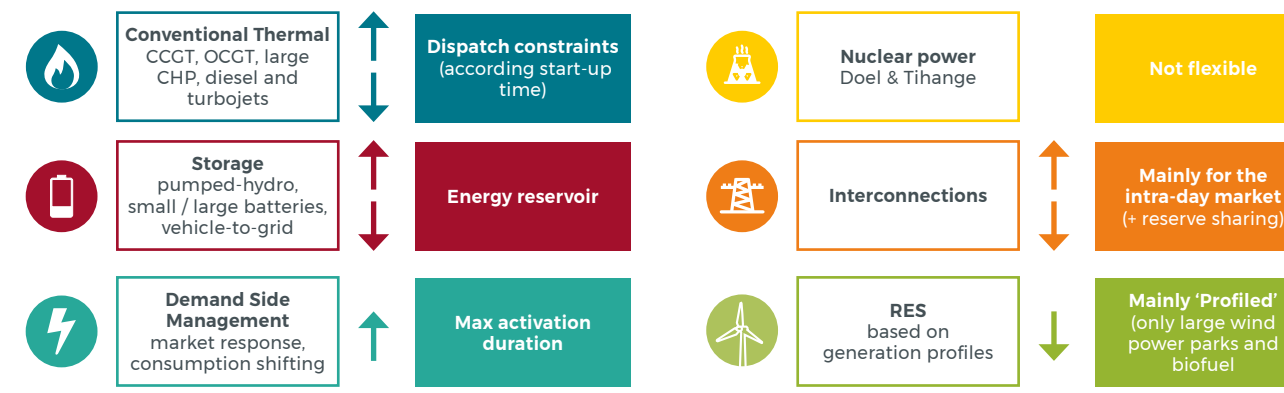 Conventional Thermal
CCGT, OCGT, large
CHP, diesel and
turbojets
Dispatch constraints
(according start-up
time)
Nuclear power
Doel & Tihange
Not flexible
Storage
pumped-hydro,
small / large batteries,
vehicle-to-grid
Energy reservoir
Interconnections
Mainly for the
intra-day market
(+ reserve sharing)
Demand Side
Management
market response,
consumption shifting
Max activation
duration
RES
based on
generation profiles
Mainly ‘Profiled’
(only large wind
power parks and
biofuel